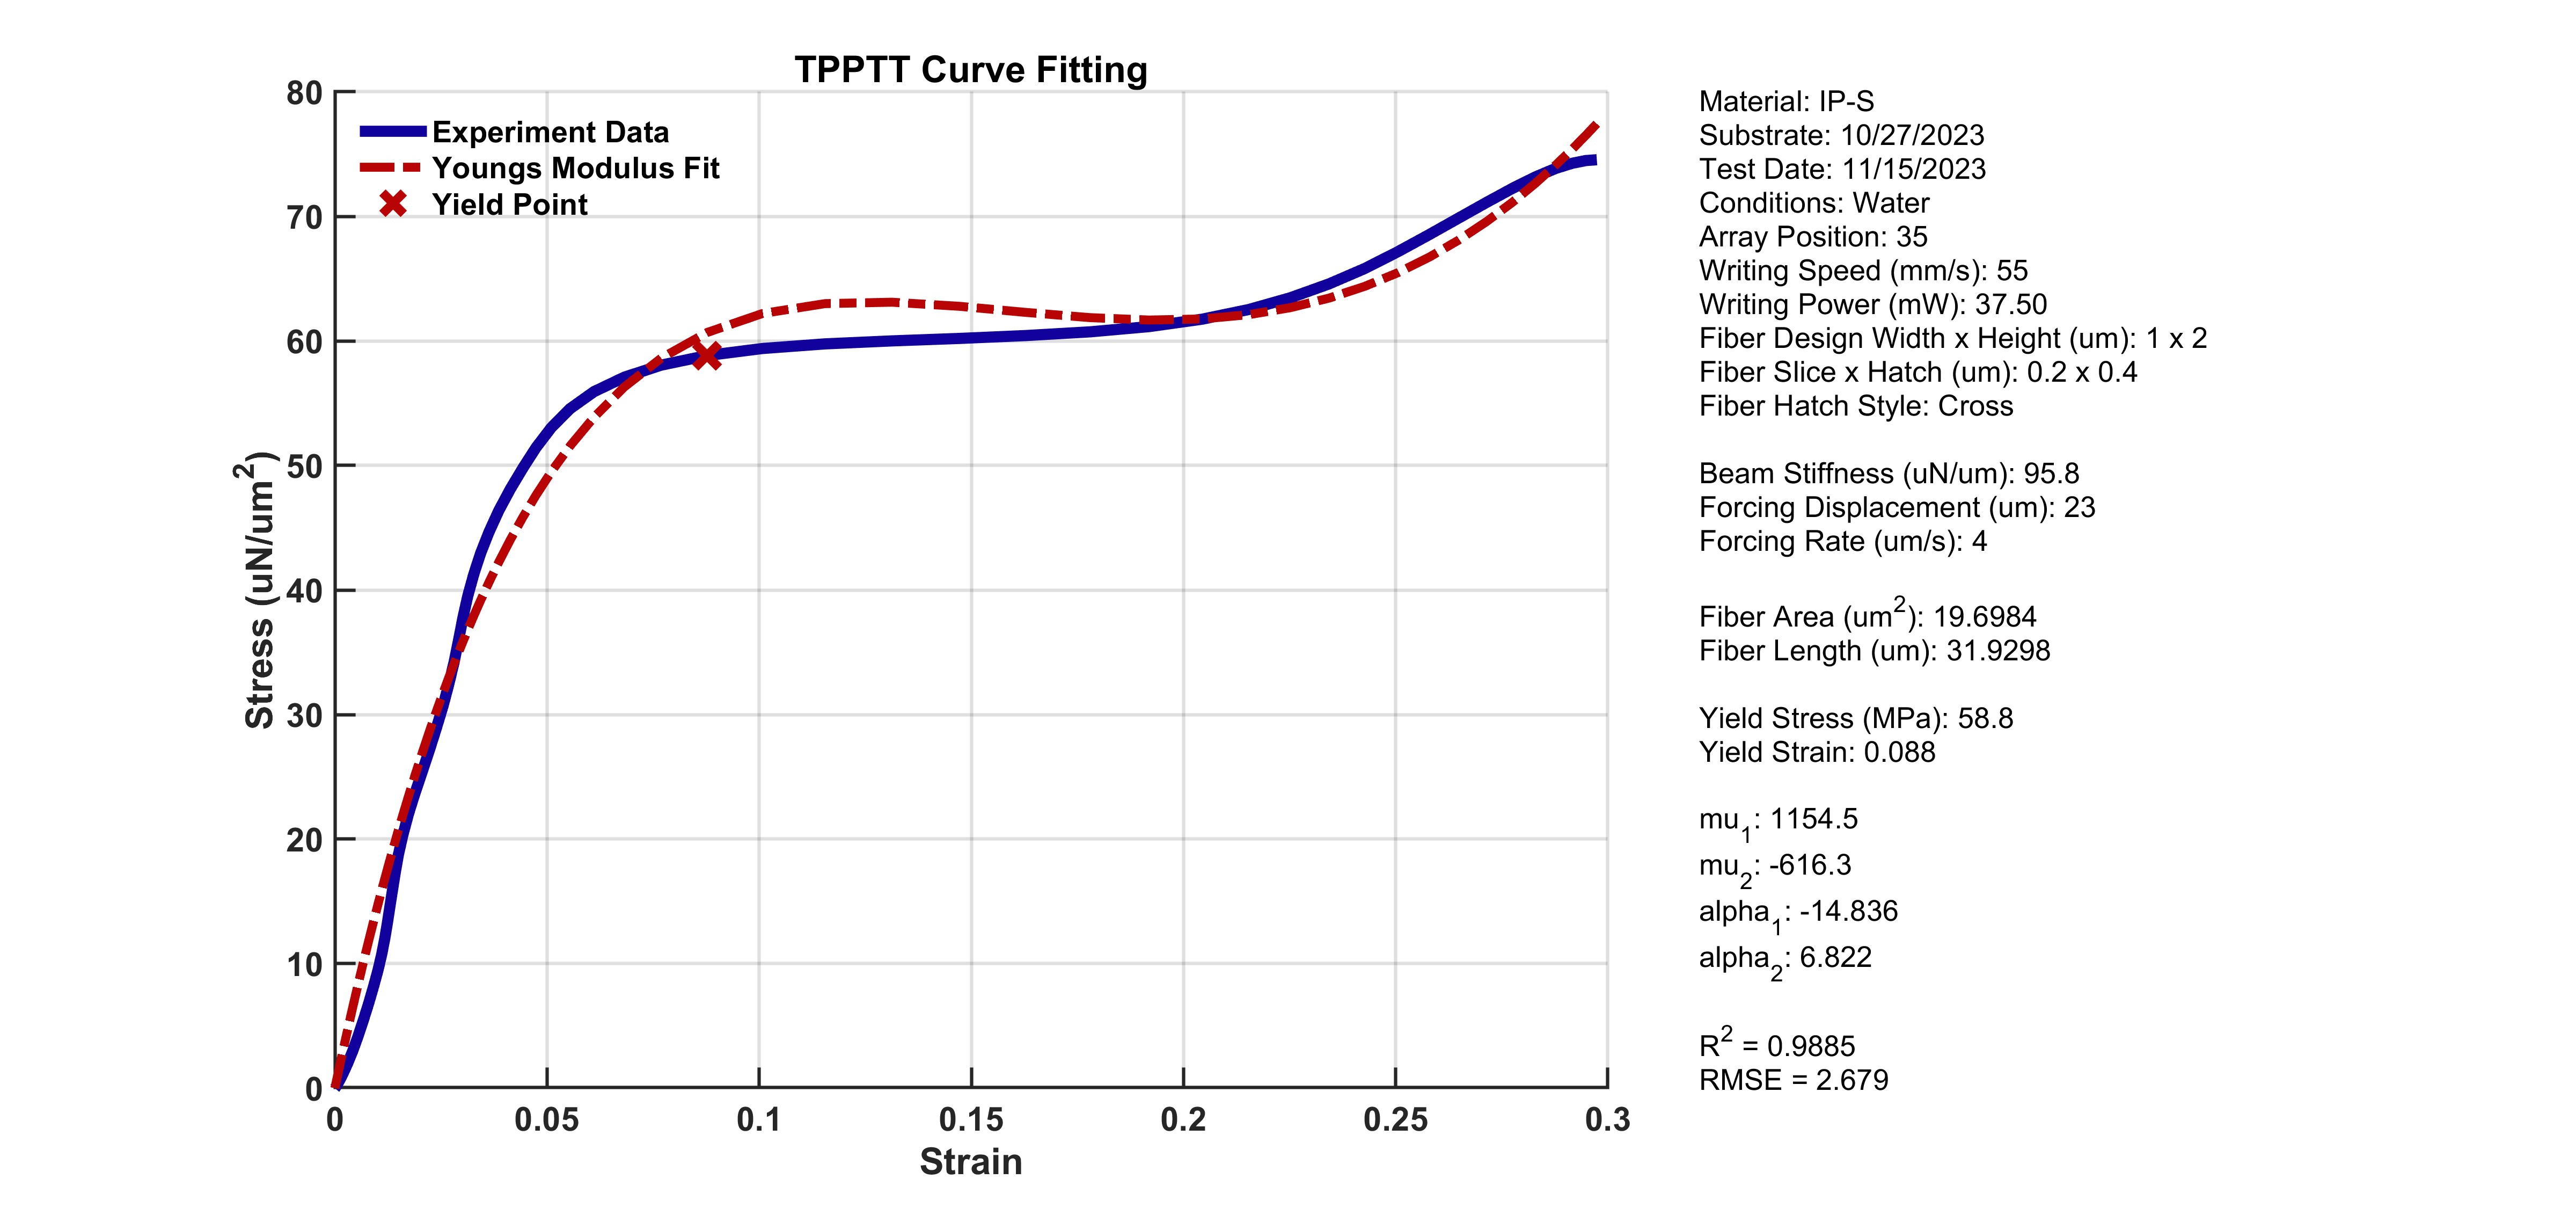 TPPTT Curve Fitting
80
70
60
50
40
30
20
10
0
Stress (uN/um²)
Experiment Data
Youngs Modulus Fit
Yield Point
0 0.05 0.1 0.15 0.2 0.25 0.3
Strain
Material: IP-S
Substrate: 10/27/2023
Test Date: 11/15/2023
Conditions: Water
Array Position: 35
Writing Speed (mm/s): 55
Writing Power (mW): 37.50
Fiber Design Width x Height (um): 1 x 2
Fiber Slice x Hatch (um): 0.2 x 0.4
Fiber Hatch Style: Cross
Beam Stiffness (uN/um): 95.8
Forcing Displacement (um): 23
Forcing Rate (um/s): 4
Fiber Area (um²): 19.6984
Fiber Length (um): 31.9298
Yield Stress (MPa): 58.8
Yield Strain: 0.088
mu₁: 1154.5
mu₂: -616.3
alpha₁: -14.836
alpha₂: 6.822
R² = 0.9885
RMSE = 2.679